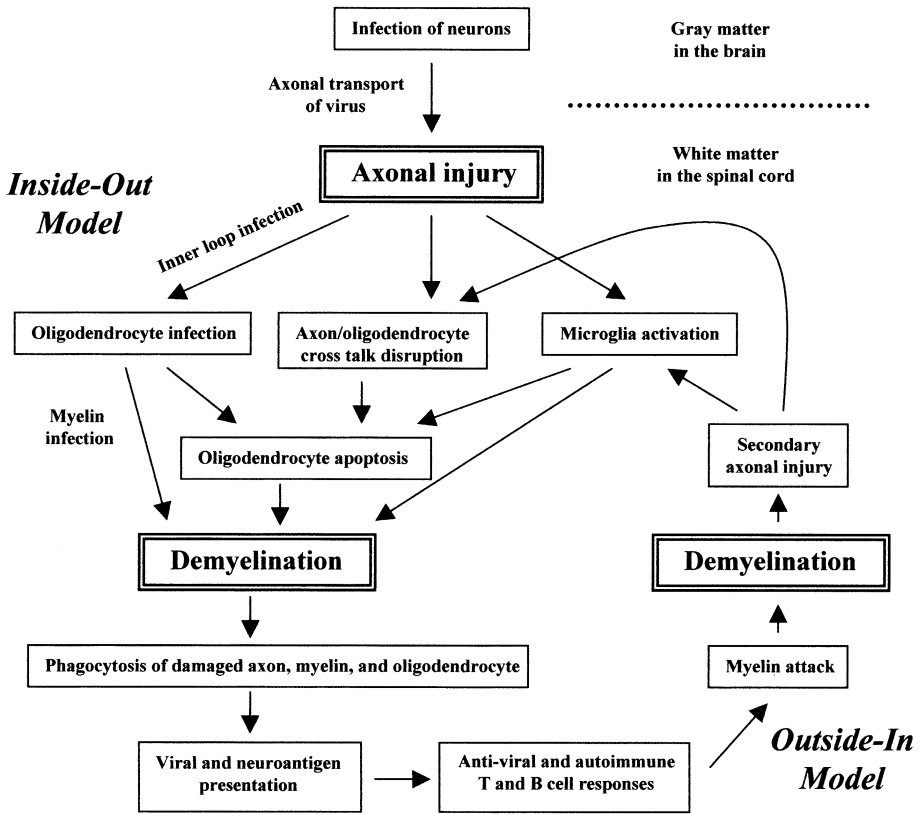 Infection of neurons
Gray matter
in the brain
Axonal transport
of virus
Axonal injury
White matter
in the spinal cord
Inside-Out
Model
Inner loop infection
Oligodendrocyte infection
Axon/oligodendrocyte
cross talk disruption
Microglia activation
Myelin
infection
Oligodendrocyte apoptosis
Secondary
axonal injury
Demyelination
Demyelination
Phagocytosis of damaged axon, myelin, and oligodendrocyte
Myelin attack
Viral and neuroantigen
presentation
Anti-viral and autoimmune
T and B cell responses
Outside-In
Model